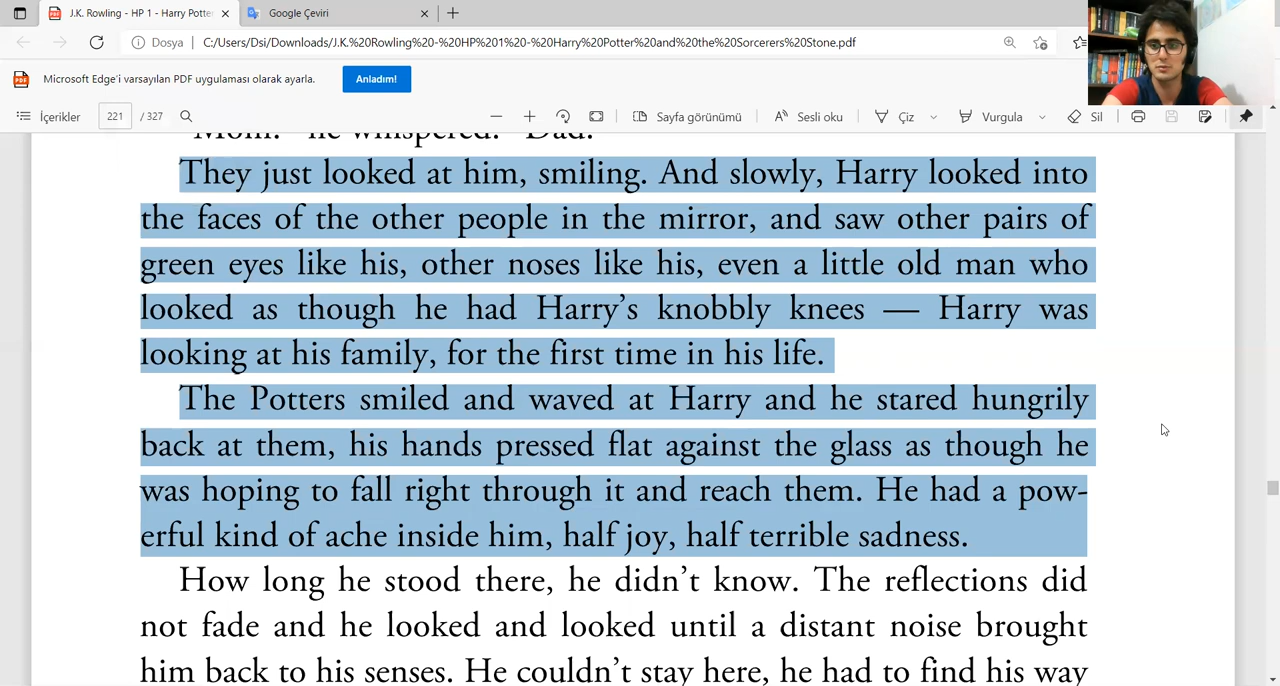 J.K. Rowling - HP 1 - Harry Potter
Google Çeviri
Dosya
C:/Users/Dsi/Downloads/J.K.%20Rowling%20-%20HP%201%20-%20Harry%20Potter%20and%20the%20Sorcerers%20Stone.pdf
Microsoft Edge'i varsayılan PDF uygulaması olarak ayarla.
Anladım!
İçerikler
221
/ 327
Sayfa görünümü
Sesli oku
Çiz
Vurgula
Sil
"Mom?" he whispered. "Dad?"
They just looked at him, smiling. And slowly, Harry looked into
the faces of the other people in the mirror, and saw other pairs of
green eyes like his, other noses like his, even a little old man who
looked as though he had Harry's knobbly knees — Harry was
looking at his family, for the first time in his life.
The Potters smiled and waved at Harry and he stared hungrily
back at them, his hands pressed flat against the glass as though he
was hoping to fall right through it and reach them. He had a pow-
erful kind of ache inside him, half joy, half terrible sadness.
How long he stood there, he didn't know. The reflections did
not fade and he looked and looked until a distant noise brought
him back to his senses. He couldn't stay here, he had to find his way